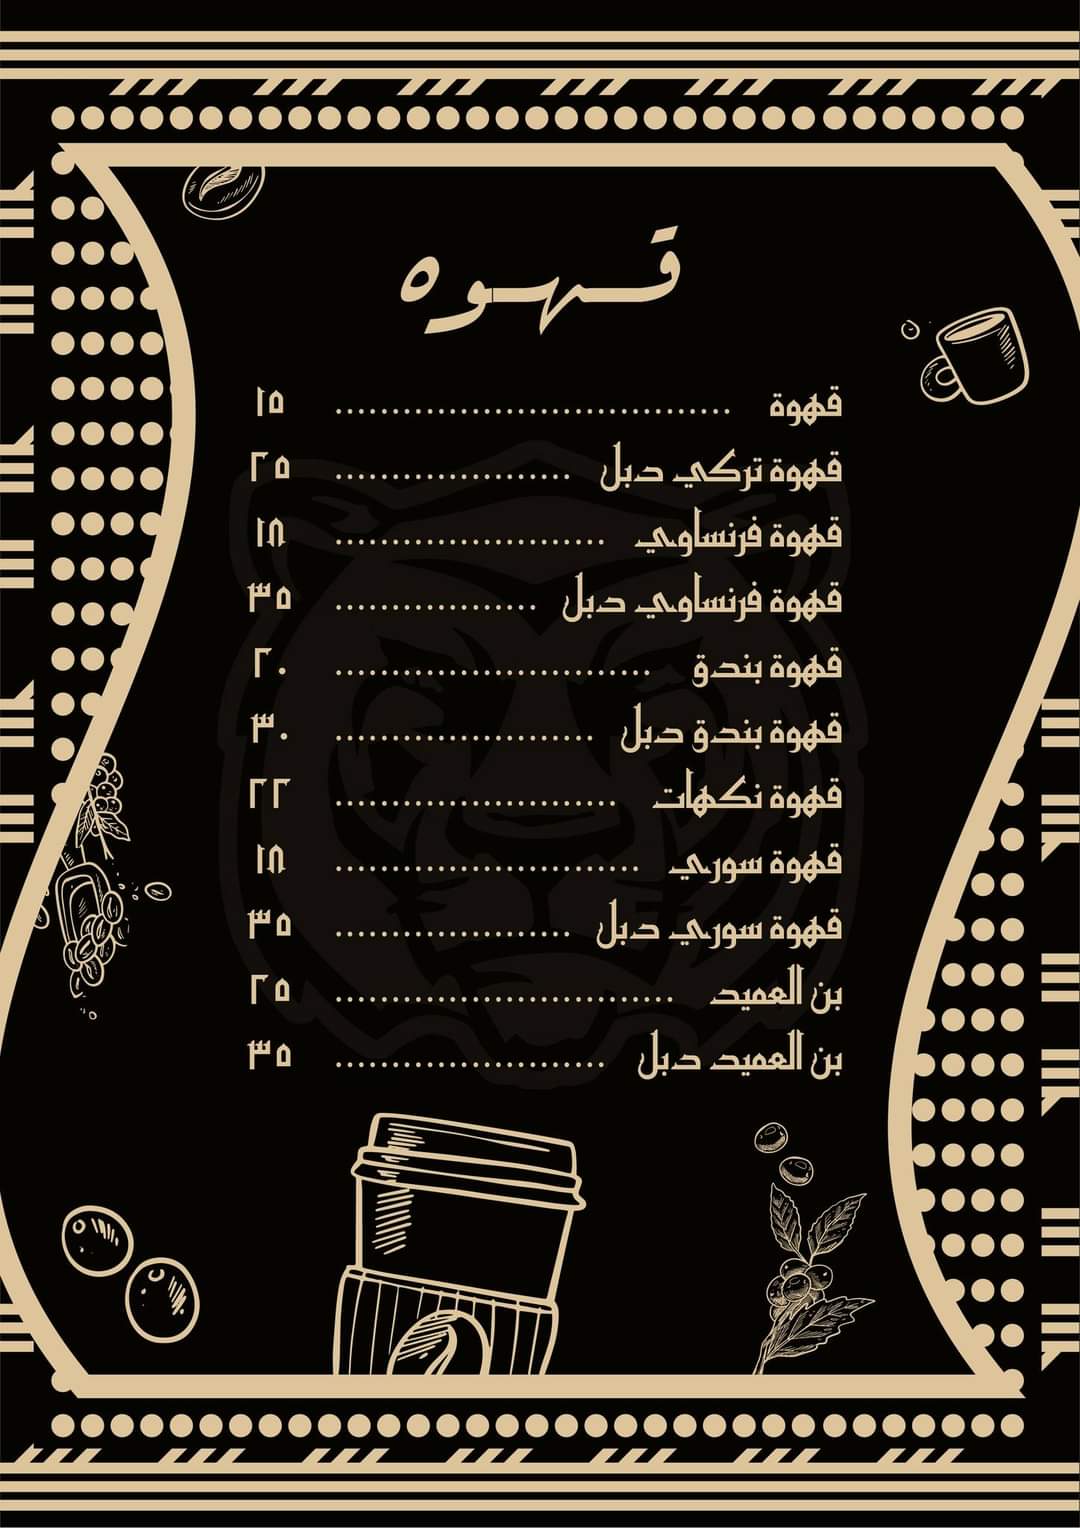 قهوه
قهوة .................................... ١٥
قهوة تركي دبل ..................... ٢٥
قهوة فرنساوي ......................... ١٨
قهوة فرنساوي دبل .................. ٣٥
قهوة بندق ............................. ٢٠
قهوة بندق دبل ........................ ٣٠
قهوة نكهات .......................... ٢٢
قهوة سوري ............................ ١٨
قهوة سوري دبل ...................... ٣٥
بن العميد ............................... ٢٥
بن العميد دبل ......................... ٣٥